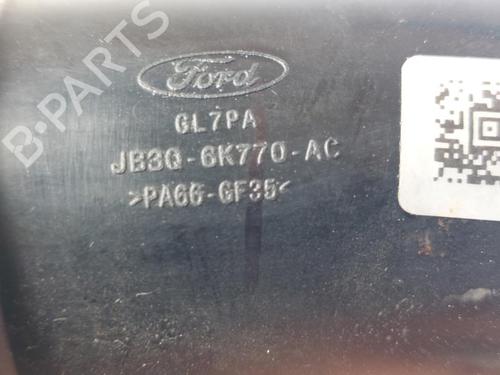 B-PARTS
Ford
GL7PA
JB3Q-6K770-AC
>PA66-GF35<